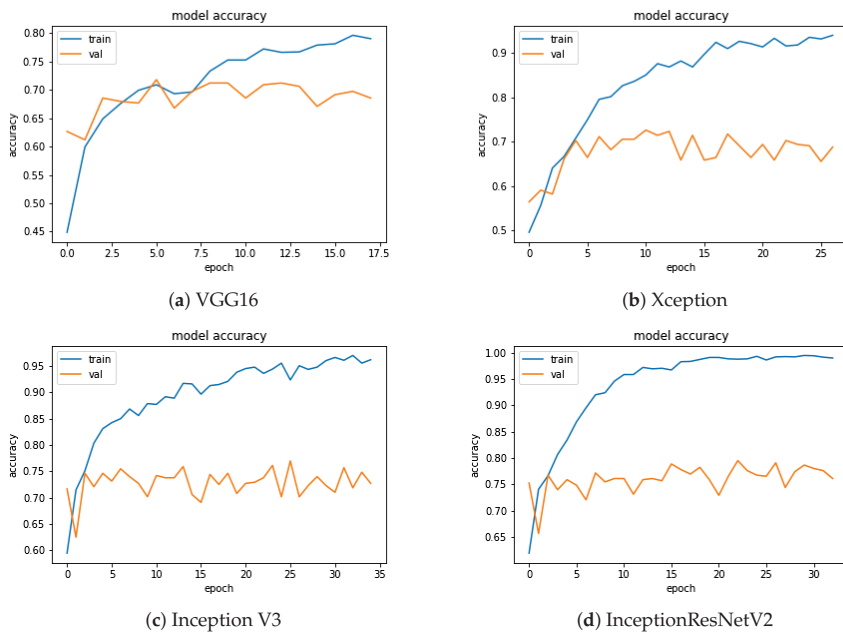 model accuracy
train
val
accuracy
0.80
0.75
0.70
0.65
0.60
0.55
0.50
0.45
0.0 2.5 5.0 7.5 10.0 12.5 15.0 17.5
epoch
(a) VGG16
model accuracy
train
val
accuracy
0.9
0.8
0.7
0.6
0.5
0 5 10 15 20 25
epoch
(b) Xception
model accuracy
train
val
accuracy
0.95
0.90
0.85
0.80
0.75
0.70
0.65
0.60
0 5 10 15 20 25 30 35
epoch
(c) Inception V3
model accuracy
train
val
accuracy
1.00
0.95
0.90
0.85
0.80
0.75
0.70
0.65
0 5 10 15 20 25 30
epoch
(d) InceptionResNetV2